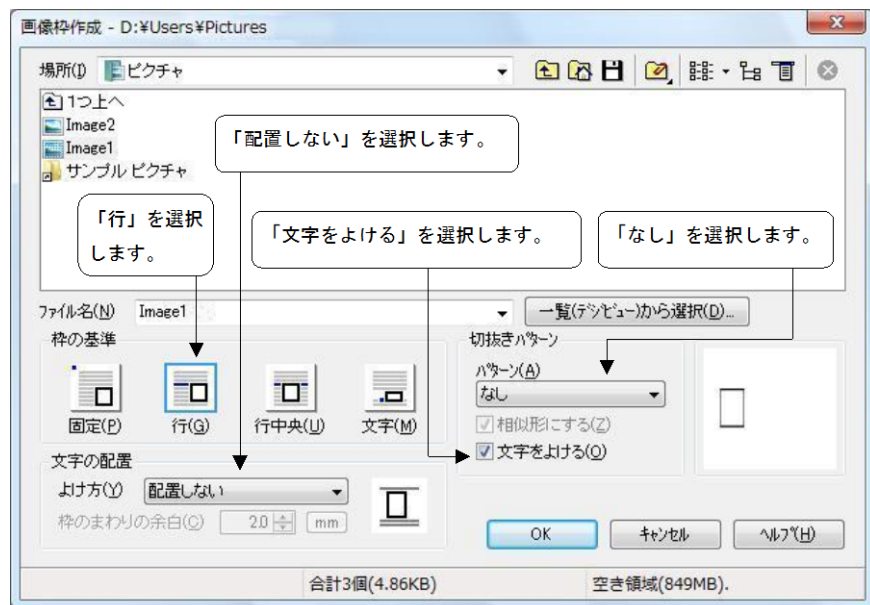 画像枠作成 - D:¥Users¥Pictures
場所(I) ピクチャ
1つ上へ
Image2
Image1
サンプル ピクチャ
「配置しない」を選択します。
「行」を選択
します。
「文字をよける」を選択します。
「なし」を選択します。
ファイル名(N) Image1
一覧(デジビュー)から選択(D)...
枠の基準
固定(P) 行(G) 行中央(U) 文字(M)
切抜きパターン
パターン(A)
なし
相似形にする(Z)
文字をよける(O)
文字の配置
よけ方(Y) 配置しない
枠のまわりの余白(C) 2.0 mm
OK キャンセル ヘルプ(H)
合計3個(4.86KB) 空き領域(849MB).